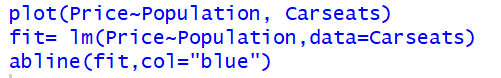 plot(Price~Population, Carseats)
fit= lm(Price~Population,data=Carseats)
abline(fit,col="blue")